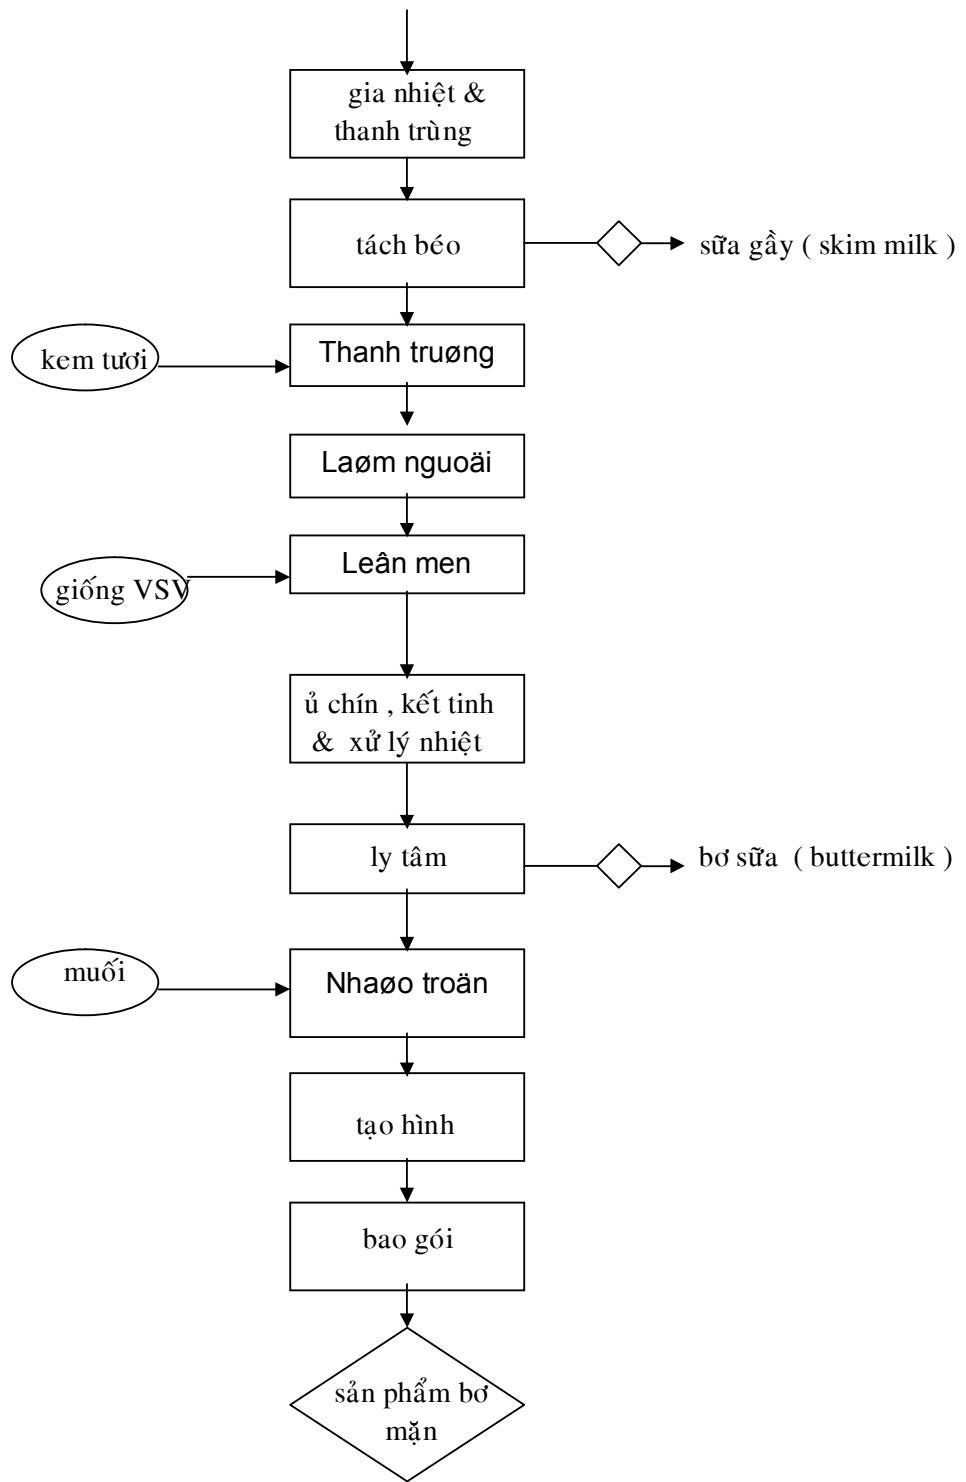 gia nhiệt &
thanh trùng
tách béo
sữa gầy ( skim milk )
kem tươi
Thanh truøng
Laøm nguoäi
Leân men
giống VSV
ủ chín , kết tinh
& xử lý nhiệt
ly tâm
bơ sữa ( buttermilk )
muối
Nhaøo troän
tạo hình
bao gói
sản phẩm bơ
mặn